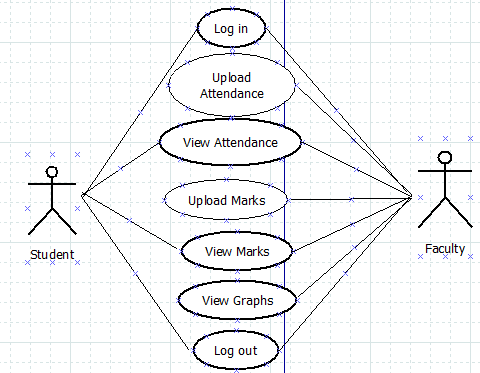 Log in
Upload
Attendance
View Attendance
Upload Marks
View Marks
View Graphs
Log out
Student
Faculty